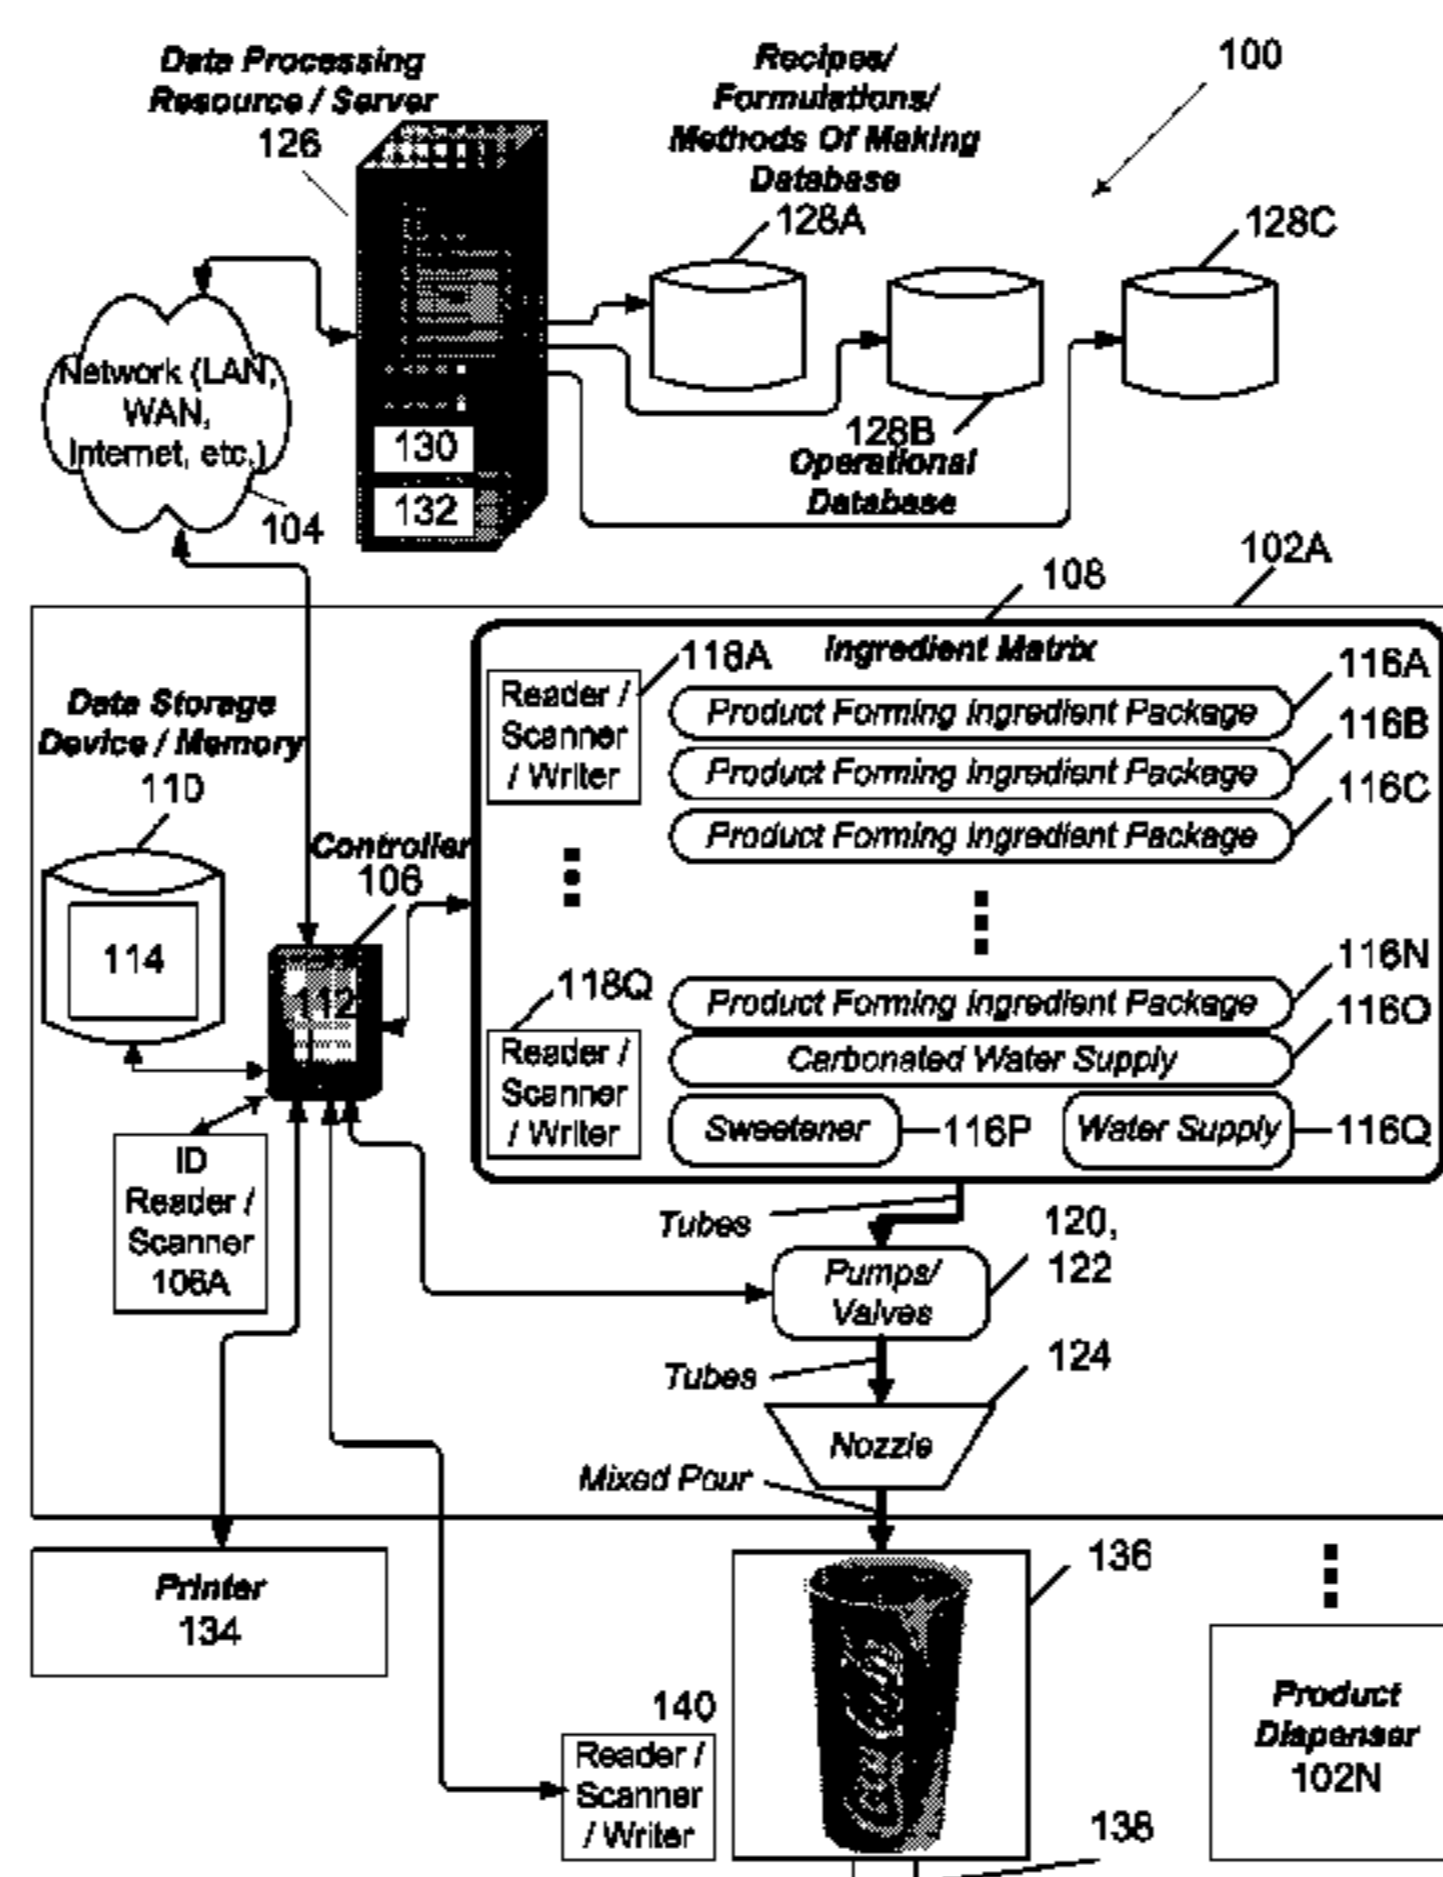 Data Processing
Resource / Server
126
Recipes/
Formulations/
Methods Of Making
Database
128A
100
128C
Network (LAN,
WAN,
Internet, etc.)
104
130
132
128B
Operational
Database
102A
108
Ingredient Matrix
118A
Reader /
Scanner
/ Writer
Product Forming Ingredient Package
116A
Product Forming Ingredient Package
116B
Product Forming Ingredient Package
116C
Data Storage
Device / Memory
110
114
Controller
106
112
118Q
Reader /
Scanner
/ Writer
Product Forming Ingredient Package
116N
Carbonated Water Supply
116O
Sweetener
116P
Water Supply
116Q
ID
Reader /
Scanner
106A
Tubes
Pumps/
Valves
120,
122
Tubes
124
Nozzle
Mixed Pour
Printer
134
136
140
Reader /
Scanner
/ Writer
138
Product
Dispenser
102N